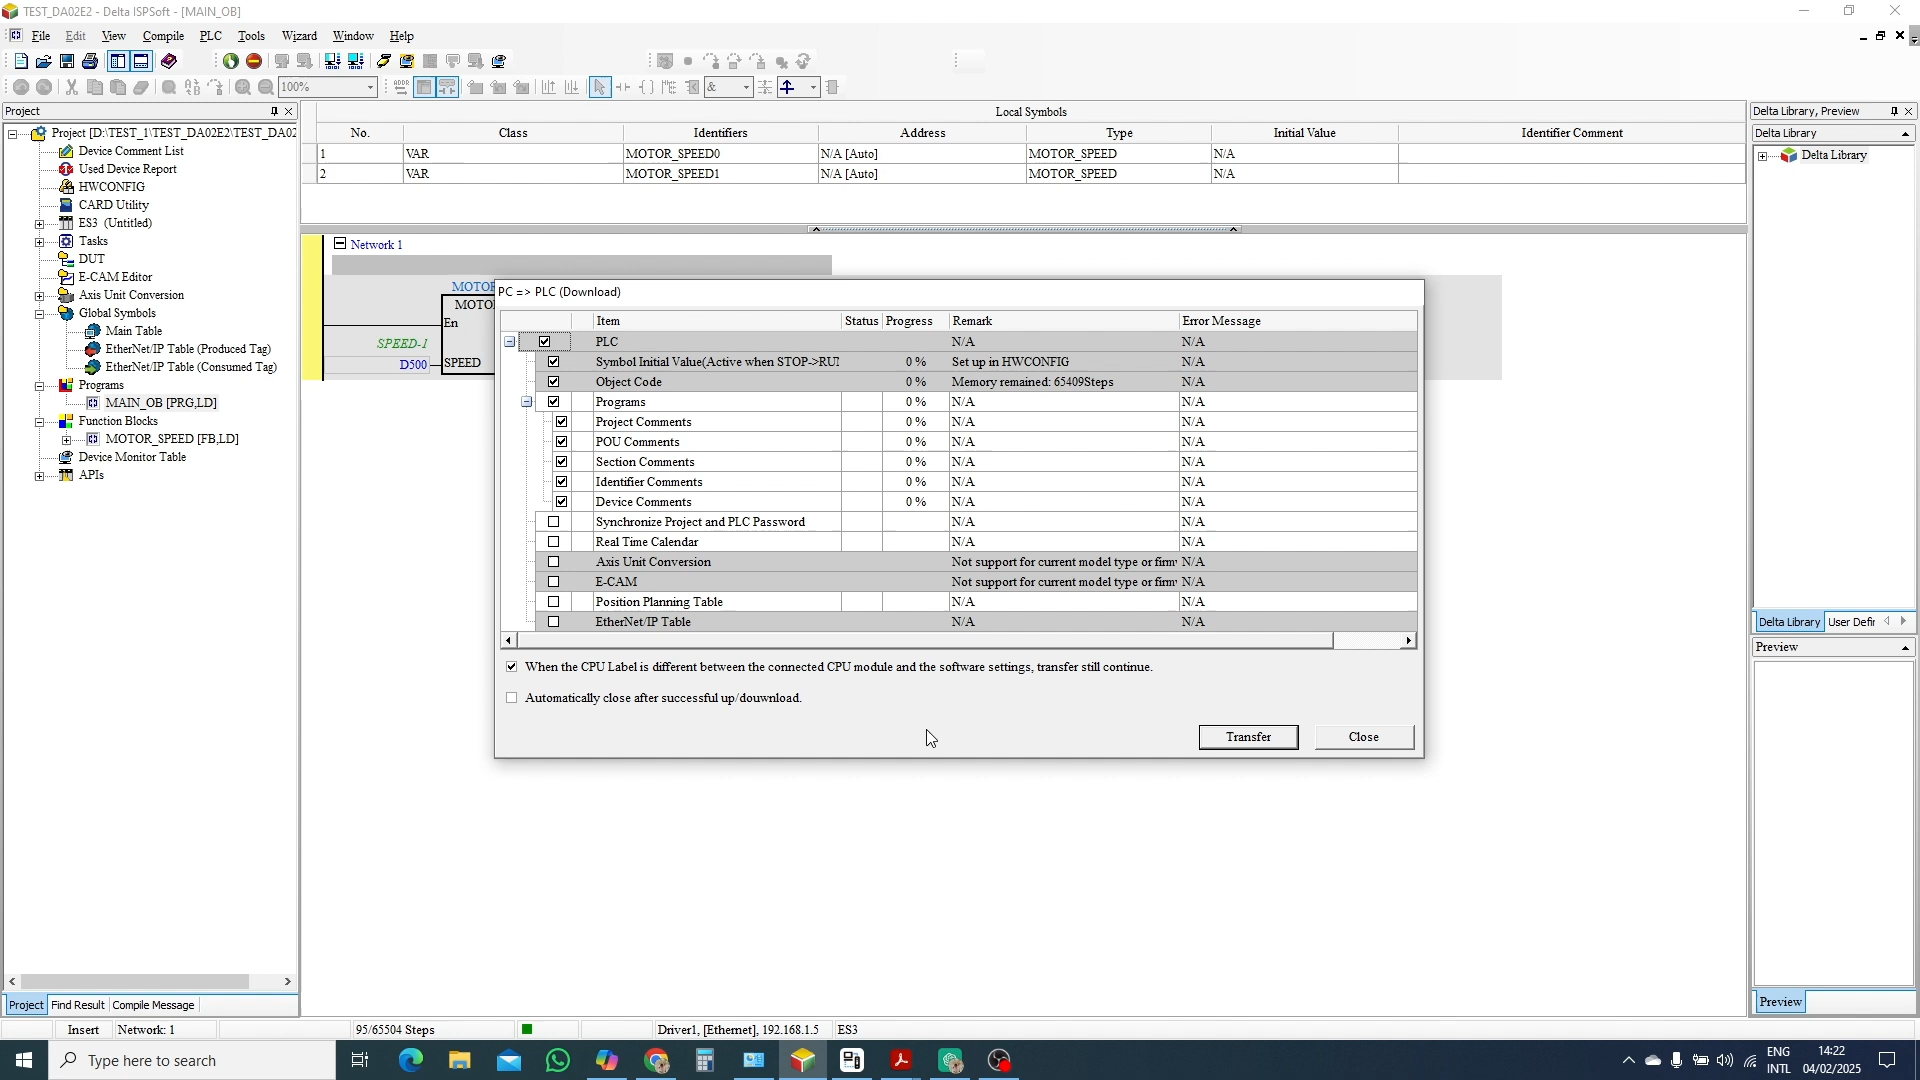 TEST_DA02E2 - Delta ISPSoft - [MAIN_OB]
File Edit View Compile PLC Tools Wizard Window Help
100% &
Project
Project [D:\TEST_1\TEST_DA02E2\TEST_DA02
Device Comment List
Used Device Report
HWCONFIG
CARD Utility
ES3 (Untitled)
Tasks
DUT
E-CAM Editor
Axis Unit Conversion
Global Symbols
Main Table
EtherNet/IP Table (Produced Tag)
EtherNet/IP Table (Consumed Tag)
Programs
MAIN_OB [PRG,LD]
Function Blocks
MOTOR_SPEED [FB,LD]
Device Monitor Table
APIs
Project Find Result Compile Message
Local Symbols
No. Class Identifiers Address Type Initial Value Identifier Comment
1 VAR MOTOR_SPEED0 N/A [Auto] MOTOR_SPEED N/A
2 VAR MOTOR_SPEED1 N/A [Auto] MOTOR_SPEED N/A
Network 1
MOTOR
MOTO
En
SPEED-1
D500 SPEED
PC => PLC (Download)
Item Status Progress Remark Error Message
PLC N/A N/A
Symbol Initial Value(Active when STOP->RUN 0 % Set up in HWCONFIG N/A
Object Code 0 % Memory remained: 65409Steps N/A
Programs 0 % N/A N/A
Project Comments 0 % N/A N/A
POU Comments 0 % N/A N/A
Section Comments 0 % N/A N/A
Identifier Comments 0 % N/A N/A
Device Comments 0 % N/A N/A
Synchronize Project and PLC Password N/A N/A
Real Time Calendar N/A N/A
Axis Unit Conversion Not support for current model type or firm N/A
E-CAM Not support for current model type or firm N/A
Position Planning Table N/A N/A
EtherNet/IP Table N/A N/A
When the CPU Label is different between the connected CPU module and the software settings, transfer still continue.
Automatically close after successful up/douwnload.
Transfer Close
Delta Library, Preview
Delta Library
Delta Library
Delta Library User Defir
Preview
Preview
Insert Network: 1 95/65504 Steps Driver1, [Ethernet], 192.168.1.5 ES3
Type here to search
ENG
INTL
14:22
04/02/2025